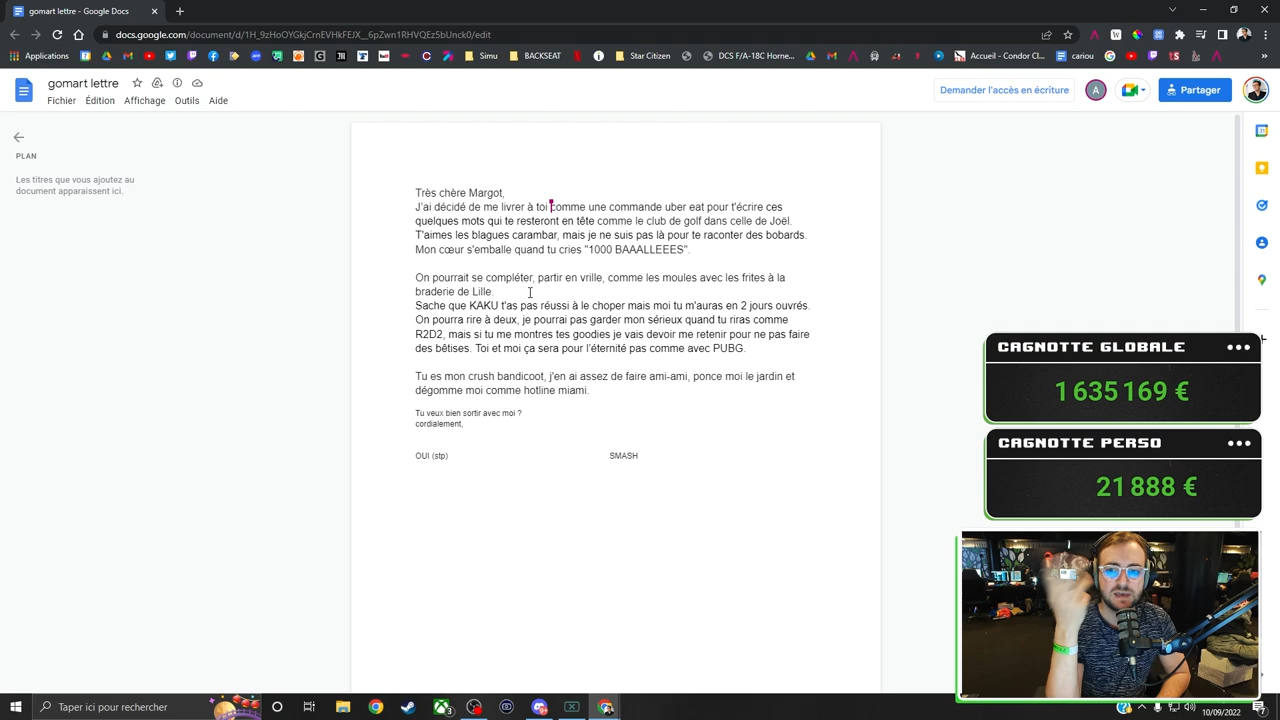 gomart lettre - Google Docs
docs.google.com/document/d/1H_9zHoOYGkjCrnEVHkFEJX__6pZwn1RHVQEz5bUnck0/edit
Applications
Simu
BACKSEAT
Star Citizen
DCS F/A-18C Horne...
Accueil - Condor Cl...
cariou
gomart lettre
Fichier Édition Affichage Outils Aide
Demander l'accès en écriture
A
Partager
PLAN
Les titres que vous ajoutez au
document apparaissent ici.
Très chère Margot,
J'ai décidé de me livrer à toi comme une commande uber eat pour t'écrire ces
quelques mots qui te resteront en tête comme le club de golf dans celle de Joël.
T'aimes les blagues carambar, mais je ne suis pas là pour te raconter des bobards.
Mon cœur s'emballe quand tu cries "1000 BAAALLEEES".
On pourrait se compléter, partir en vrille, comme les moules avec les frites à la
braderie de Lille.
Sache que KAKU t'as pas réussi à le choper mais moi tu m'auras en 2 jours ouvrés.
On pourra rire à deux, je pourrai pas garder mon sérieux quand tu riras comme
R2D2, mais si tu me montres tes goodies je vais devoir me retenir pour ne pas faire
des bêtises. Toi et moi ça sera pour l'éternité pas comme avec PUBG.
Tu es mon crush bandicoot, j'en ai assez de faire ami-ami, ponce moi le jardin et
dégomme moi comme hotline miami.
Tu veux bien sortir avec moi ?
cordialement,
OUI (stp) SMASH
CAGNOTTE GLOBALE
1 635 169 €
CAGNOTTE PERSO
21 888 €
Taper ici pour rechercher
10/09/2022